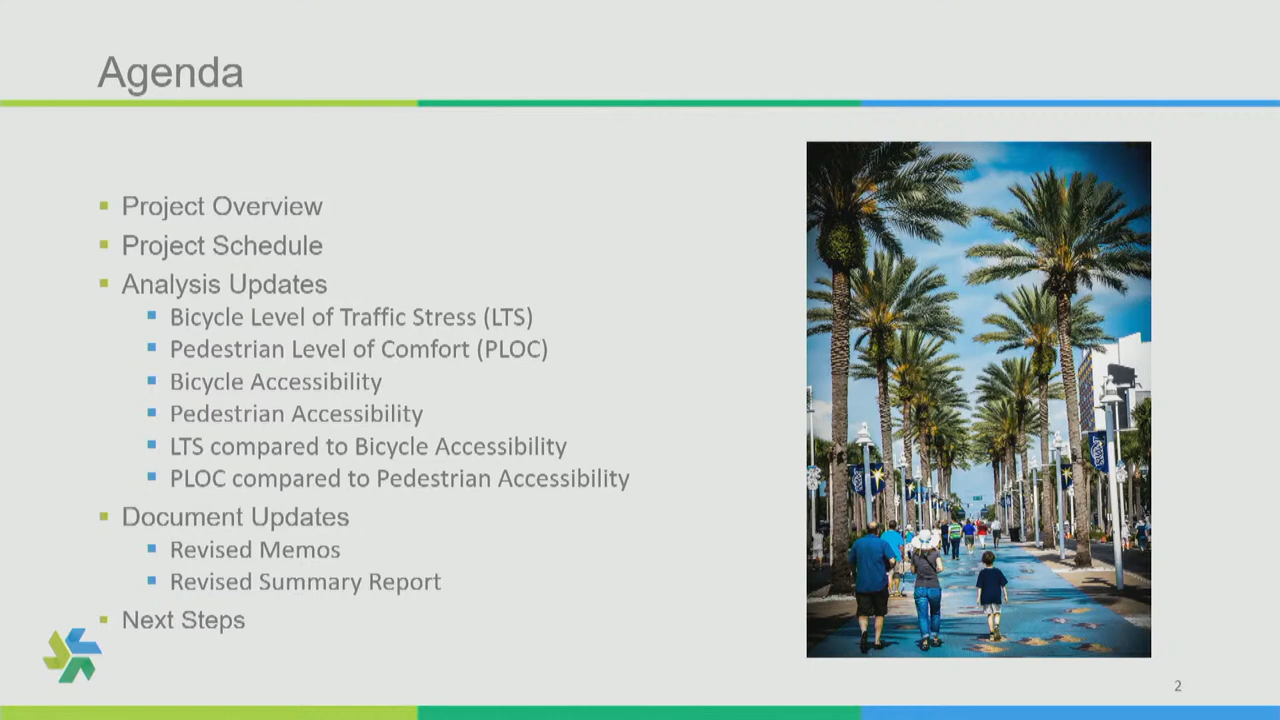 Agenda
Project Overview
Project Schedule
Analysis Updates
Bicycle Level of Traffic Stress (LTS)
Pedestrian Level of Comfort (PLOC)
Bicycle Accessibility
Pedestrian Accessibility
LTS compared to Bicycle Accessibility
PLOC compared to Pedestrian Accessibility
Document Updates
Revised Memos
Revised Summary Report
Next Steps
2